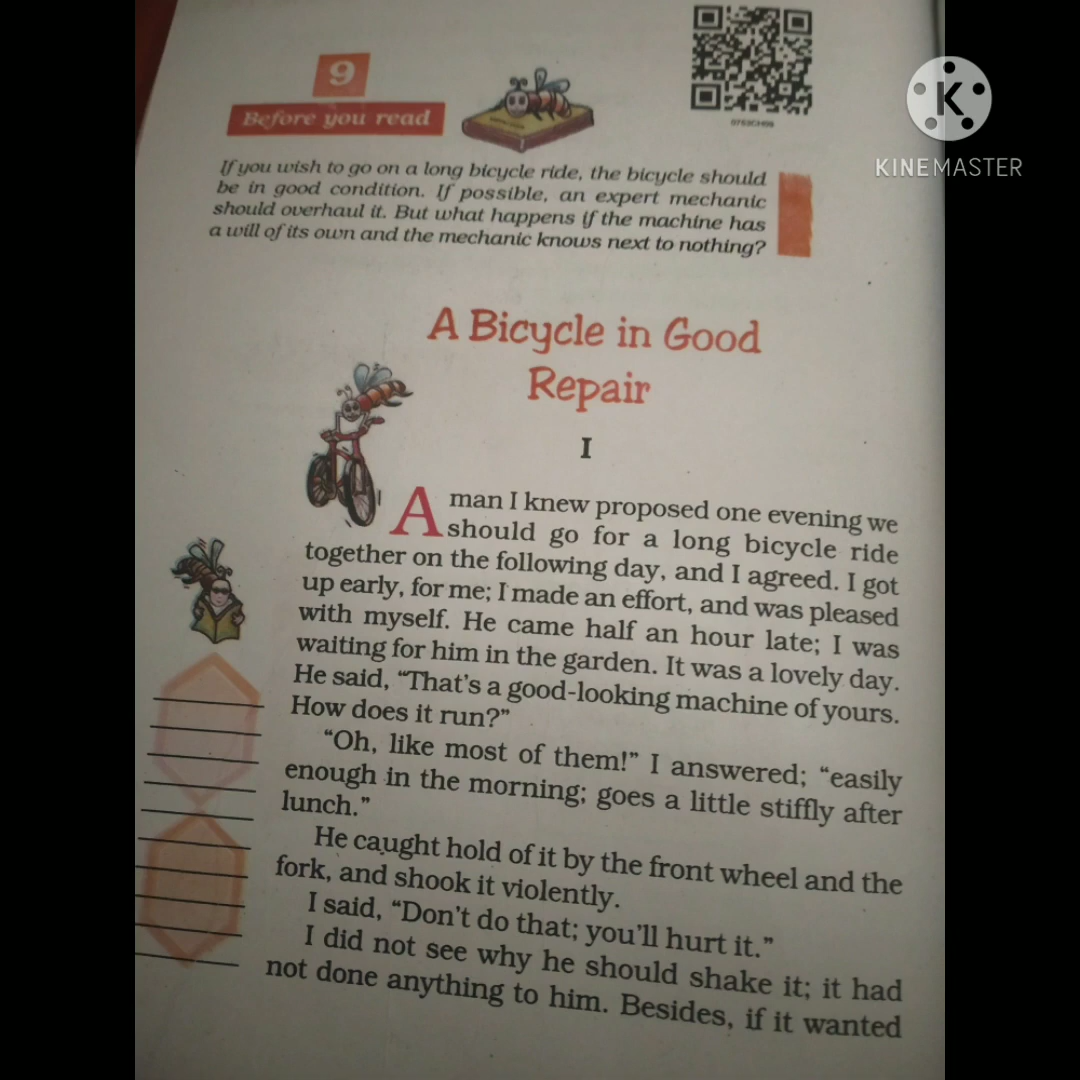 9
Before you read
K
KINEMASTER
If you wish to go on a long bicycle ride, the bicycle should
be in good condition. If possible, an expert mechanic
should overhaul it. But what happens if the machine has
a will of its own and the mechanic knows next to nothing?
A Bicycle in Good
Repair
I
A man I knew proposed one evening we
should go for a long bicycle ride
together on the following day, and I agreed. I got
up early, for me; I made an effort, and was pleased
with myself. He came half an hour late; I was
waiting for him in the garden. It was a lovely day.
He said, “That’s a good-looking machine of yours.
How does it run?”
“Oh, like most of them!” I answered; “easily
enough in the morning; goes a little stiffly after
lunch.”
He caught hold of it by the front wheel and the
fork, and shook it violently.
I said, “Don’t do that; you’ll hurt it.”
I did not see why he should shake it; it had
not done anything to him. Besides, if it wanted